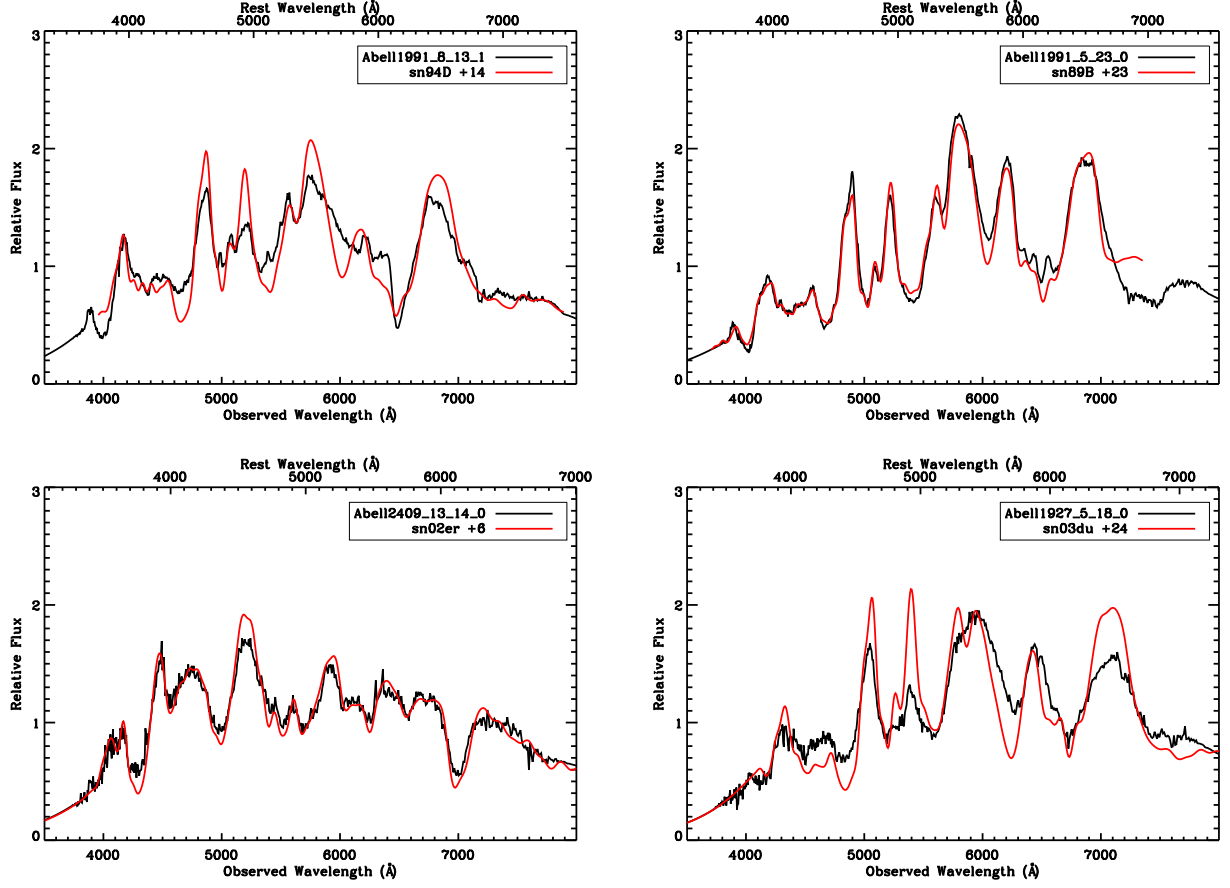 Rest Wavelength (Å)
4000 5000 6000 7000
3
2
1
0
Relative Flux
Abell1991_8_13_1
sn94D +14
4000 5000 6000 7000
Observed Wavelength (Å)
Rest Wavelength (Å)
4000 5000 6000 7000
3
2
1
0
Relative Flux
Abell1991_5_23_0
sn89B +23
4000 5000 6000 7000
Observed Wavelength (Å)
Rest Wavelength (Å)
4000 5000 6000 7000
3
2
1
0
Relative Flux
Abell2409_13_14_0
sn02er +6
4000 5000 6000 7000
Observed Wavelength (Å)
Rest Wavelength (Å)
4000 5000 6000 7000
3
2
1
0
Relative Flux
Abell1927_5_18_0
sn03du +24
4000 5000 6000 7000
Observed Wavelength (Å)